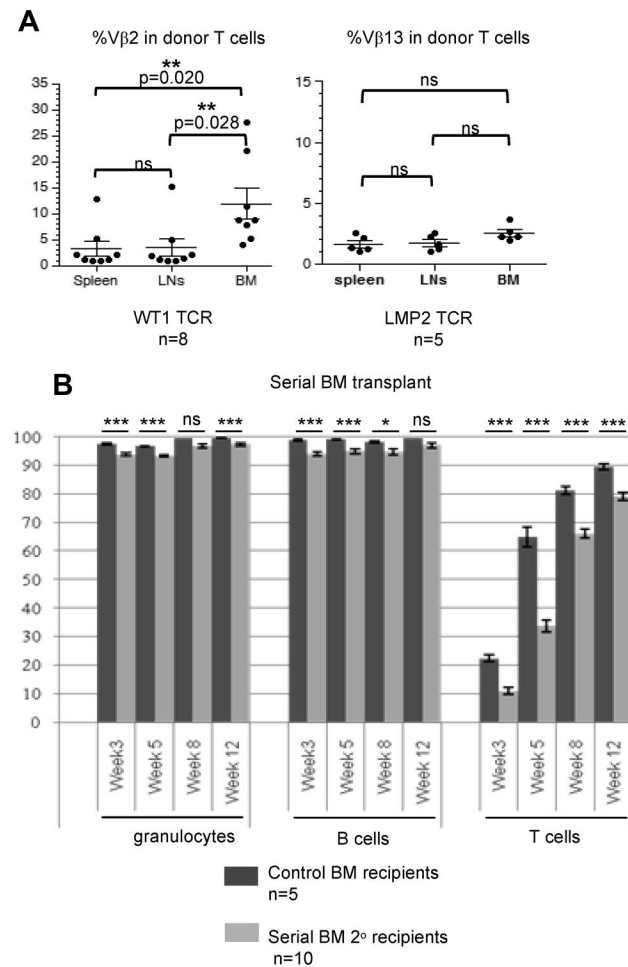 A
%Vβ2 in donor T cells
%Vβ13 in donor T cells
**
p=0.020
**
p=0.028
ns
35
30
25
20
15
10
5
0
Spleen
LNs
BM
WT1 TCR
n=8
ns
ns
ns
15
10
5
0
spleen
LNs
BM
LMP2 TCR
n=5
B
Serial BM transplant
*** *** ns ***
*** *** * ns
*** *** *** ***
100
90
80
70
60
50
40
30
20
10
0
Week3
Week 5
Week 8
Week 12
Week3
Week 5
Week 8
Week 12
Week3
Week 5
Week 8
Week 12
granulocytes
B cells
T cells
Control BM recipients
n=5
Serial BM 2º recipients
n=10